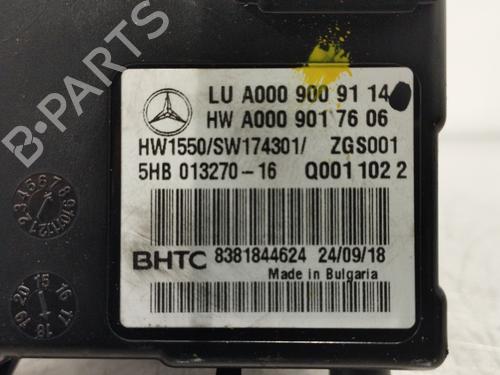 LU A000 900 91 14
HW A000 901 76 06
HW1550/SW174301/ ZGS001
5HB 013270-16 Q001 102 2
BHTC 8381844624 24/09/18
Made in Bulgaria
B-PARTS